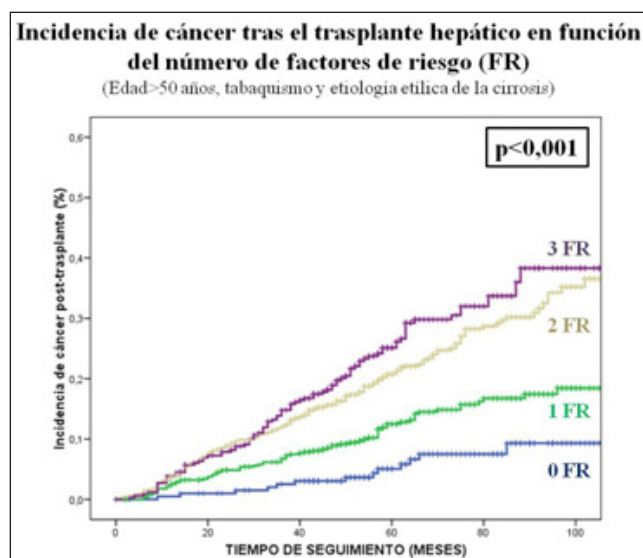 Incidencia de cáncer tras el trasplante hepático en función
del número de factores de riesgo (FR)
(Edad>50 años, tabaquismo y etiología etílica de la cirrosis)
p<0,001
Incidencia de cáncer post-trasplante (%)
0,6
0,5
0,4
0,3
0,2
0,1
0,0
3 FR
2 FR
1 FR
0 FR
0
20
40
60
80
100
TIEMPO DE SEGUIMIENTO (MESES)